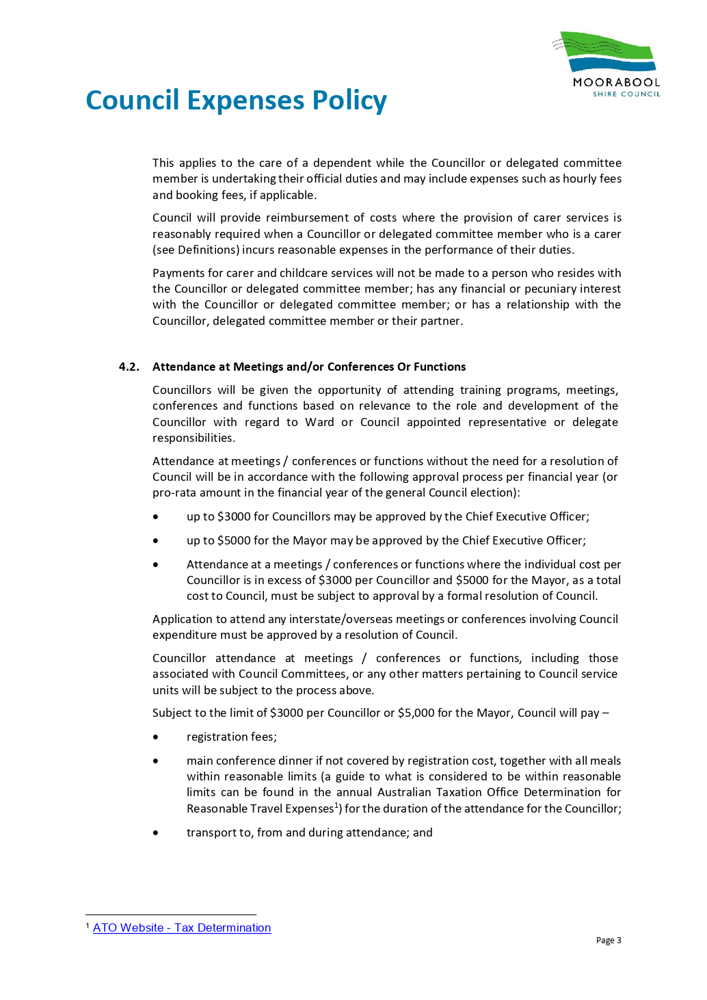 MOORABOOL
SHIRE COUNCIL
Council Expenses Policy
This applies to the care of a dependent while the Councillor or delegated committee
member is undertaking their official duties and may include expenses such as hourly fees
and booking fees, if applicable.
Council will provide reimbursement of costs where the provision of carer services is
reasonably required when a Councillor or delegated committee member who is a carer
(see Definitions) incurs reasonable expenses in the performance of their duties.
Payments for carer and childcare services will not be made to a person who resides with
the Councillor or delegated committee member; has any financial or pecuniary interest
with the Councillor or delegated committee member; or has a relationship with the
Councillor, delegated committee member or their partner.
4.2. Attendance at Meetings and/or Conferences Or Functions
Councillors will be given the opportunity of attending training programs, meetings,
conferences and functions based on relevance to the role and development of the
Councillor with regard to Ward or Council appointed representative or delegate
responsibilities.
Attendance at meetings / conferences or functions without the need for a resolution of
Council will be in accordance with the following approval process per financial year (or
pro-rata amount in the financial year of the general Council election):
• up to $3000 for Councillors may be approved by the Chief Executive Officer;
• up to $5000 for the Mayor may be approved by the Chief Executive Officer;
• Attendance at a meetings / conferences or functions where the individual cost per
Councillor is in excess of $3000 per Councillor and $5000 for the Mayor, as a total
cost to Council, must be subject to approval by a formal resolution of Council.
Application to attend any interstate/overseas meetings or conferences involving Council
expenditure must be approved by a resolution of Council.
Councillor attendance at meetings / conferences or functions, including those
associated with Council Committees, or any other matters pertaining to Council service
units will be subject to the process above.
Subject to the limit of $3000 per Councillor or $5,000 for the Mayor, Council will pay –
• registration fees;
• main conference dinner if not covered by registration cost, together with all meals
within reasonable limits (a guide to what is considered to be within reasonable
limits can be found in the annual Australian Taxation Office Determination for
Reasonable Travel Expenses¹) for the duration of the attendance for the Councillor;
• transport to, from and during attendance; and
¹ ATO Website - Tax Determination
Page 3